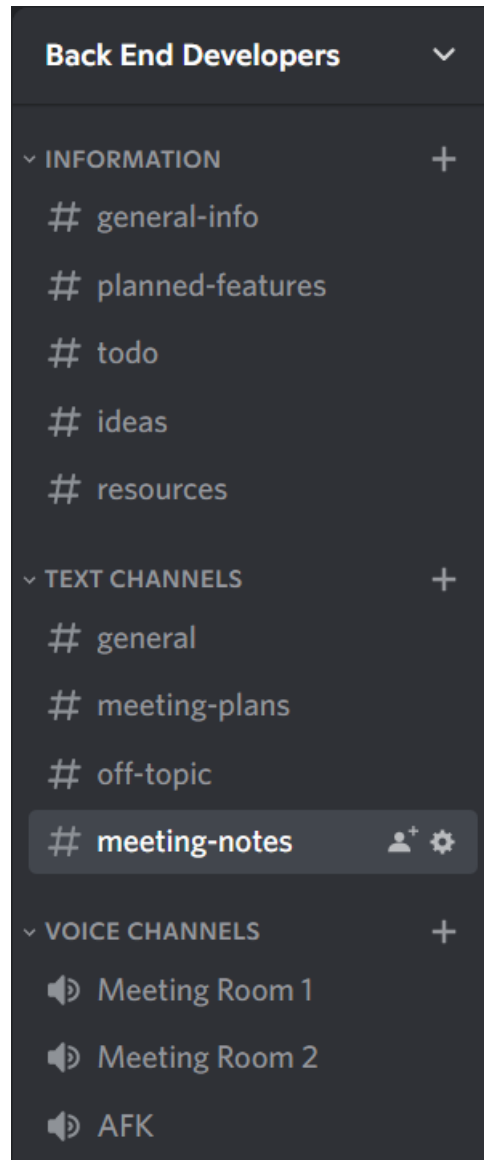 Back End Developers
INFORMATION
# general-info
# planned-features
# todo
# ideas
# resources
TEXT CHANNELS
# general
# meeting-plans
# off-topic
# meeting-notes
VOICE CHANNELS
Meeting Room 1
Meeting Room 2
AFK